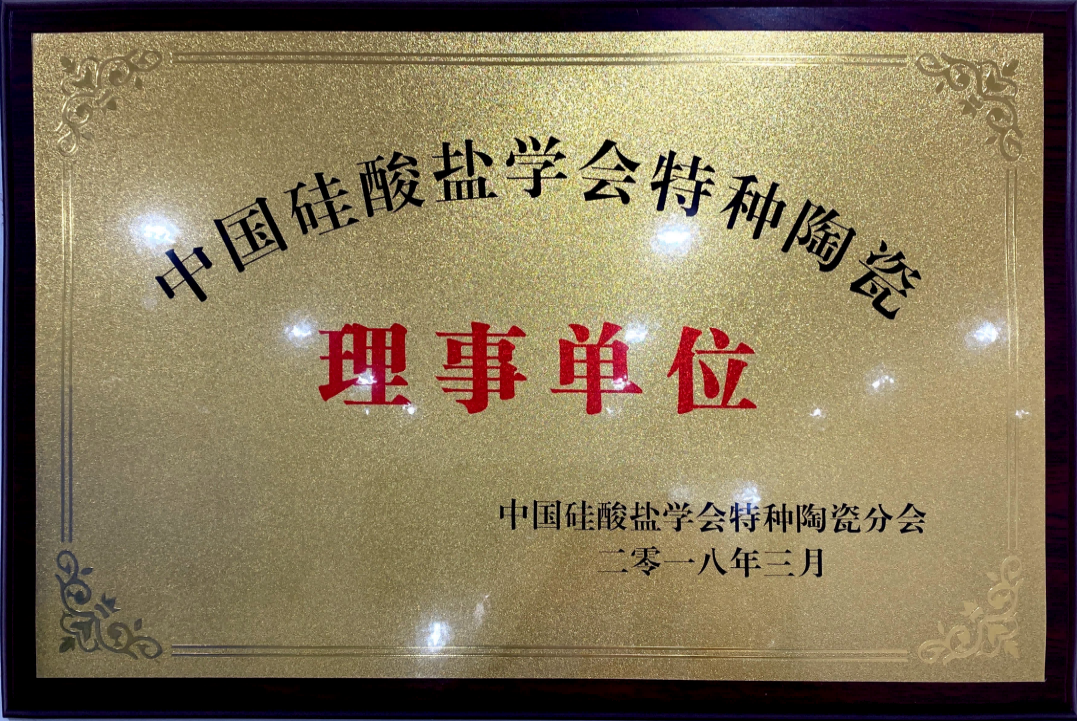 中国硅酸盐学会特种陶瓷
理事单位
中国硅酸盐学会特种陶瓷分会
二零一八年三月